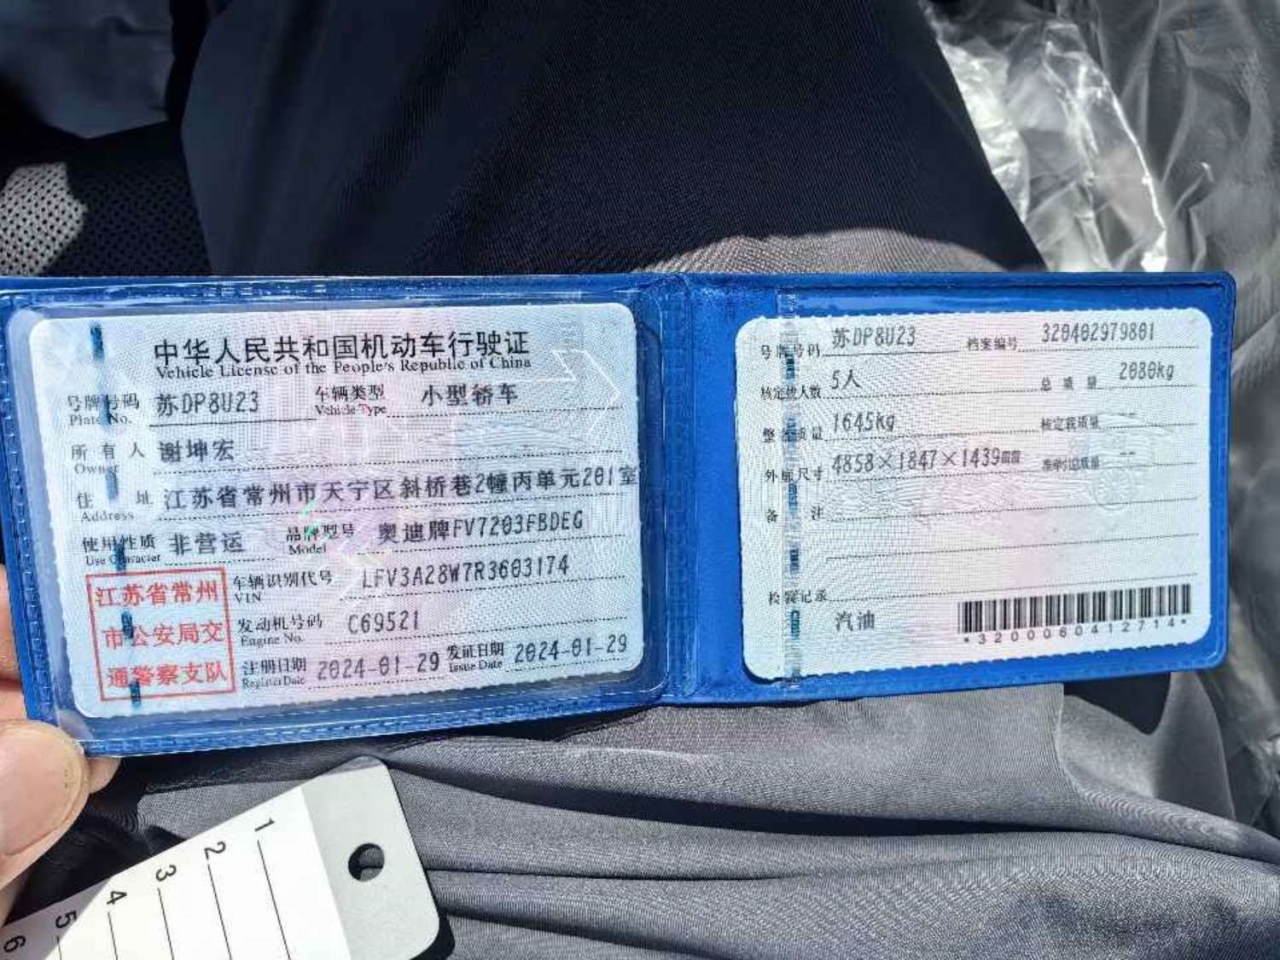 中华人民共和国机动车行驶证
Vehicle License of the People's Republic of China
号牌号码 苏DP8U23 车辆类型 小型轿车
Plate No. Vehicle Type
所有人 谢坤宏
Owner
住址 江苏省常州市天宁区斜桥巷2幢丙单元201室
Address
使用性质 非营运 品牌型号 奥迪牌FV7203FBDEG
Use Character Model
江苏省常州
市公安局交
通警察支队
车辆识别代号 LFV3A28W7R3603174
VIN
发动机号码 C69521
Engine No.
注册日期 2024-01-29 发证日期 2024-01-29
Register Date Issue Date
号牌号码 苏DP8U23 档案编号 320402979801
核定载人数 5人 总质量 2080kg
整备质量 1645kg 核定载质量 --
外廓尺寸 4858×1847×1439mm 准牵引总质量 --
备注
检验记录
汽油
*3200060412714*
1
2
3
4
5
6